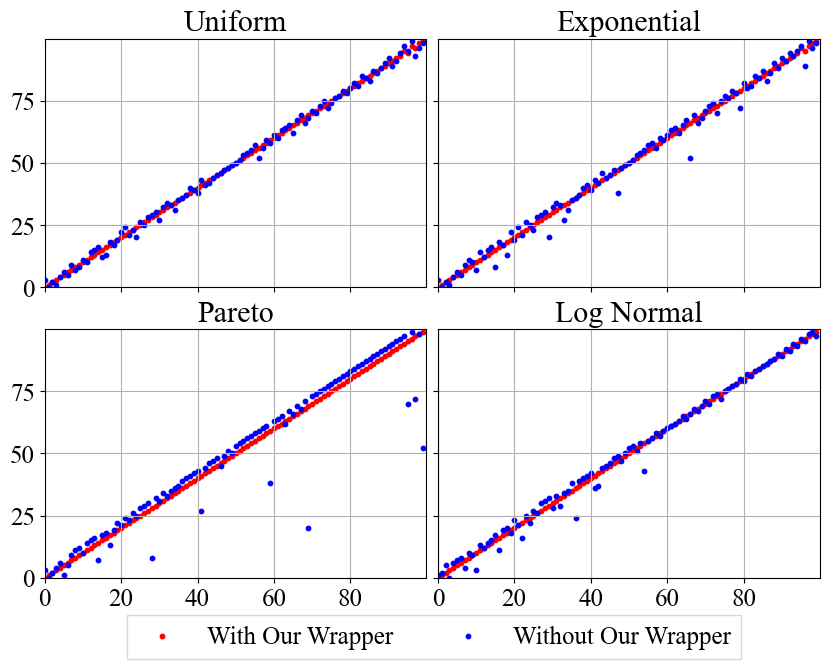 Uniform
Exponential
75
50
25
0
Pareto
Log Normal
75
50
25
0
0 20 40 60 80
0 20 40 60 80
With Our Wrapper
Without Our Wrapper